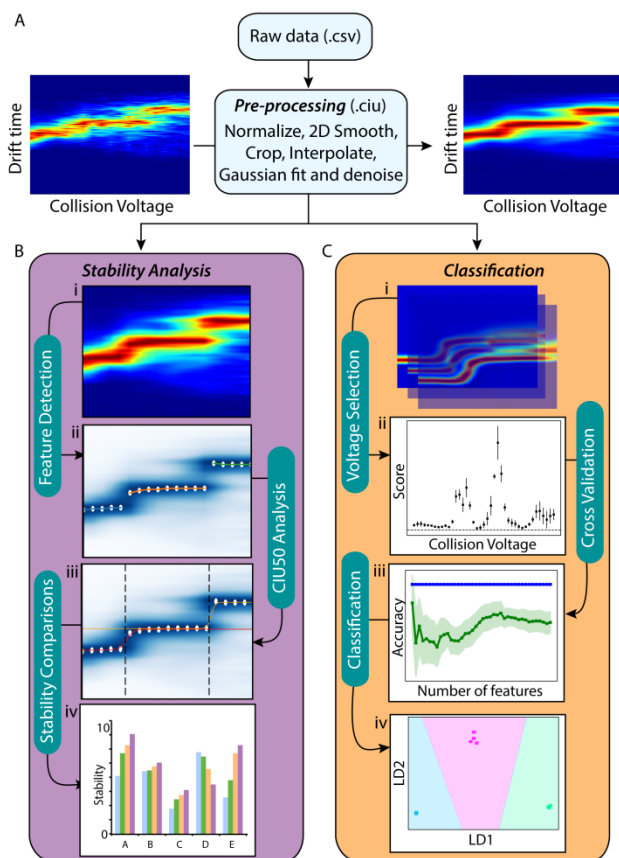 A
Raw data (.csv)
Drift time
Collision Voltage
Pre-processing (.ciu)
Normalize, 2D Smooth,
Crop, Interpolate,
Gaussian fit and denoise
Drift time
Collision Voltage
B
Stability Analysis
i
Feature Detection
ii
CIU50 Analysis
iii
Stability Comparisons
iv
10
Stability
0
A B C D E
C
Classification
i
Voltage Selection
ii
Score
Collision Voltage
Cross Validation
iii
Accuracy
Number of features
Classification
iv
LD2
LD1